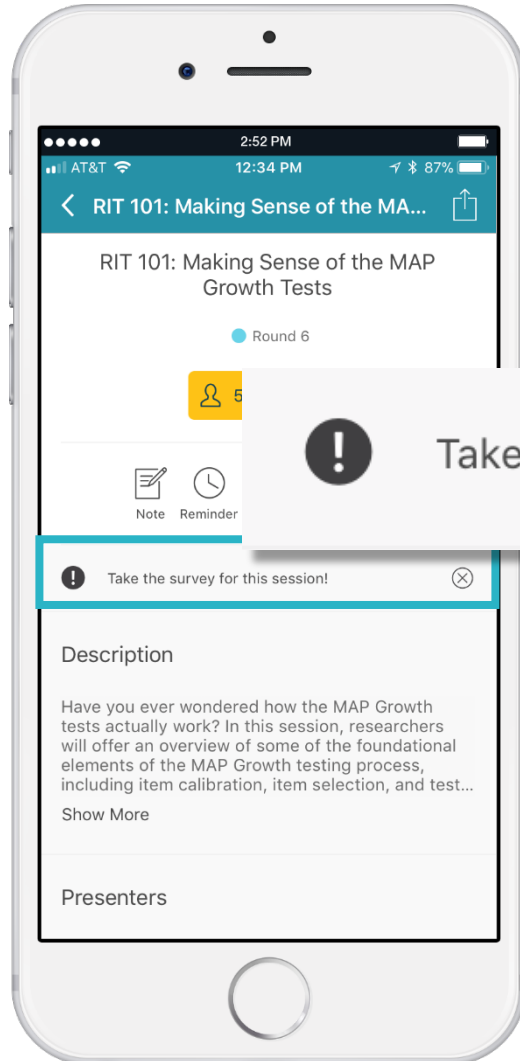 2:52 PM
AT&T 12:34 PM 87%
RIT 101: Making Sense of the MA...
RIT 101: Making Sense of the MAP
Growth Tests
Round 6
5
Take
Note Reminder
Take the survey for this session!
Description
Have you ever wondered how the MAP Growth
tests actually work? In this session, researchers
will offer an overview of some of the foundational
elements of the MAP Growth testing process,
including item calibration, item selection, and test...
Show More
Presenters